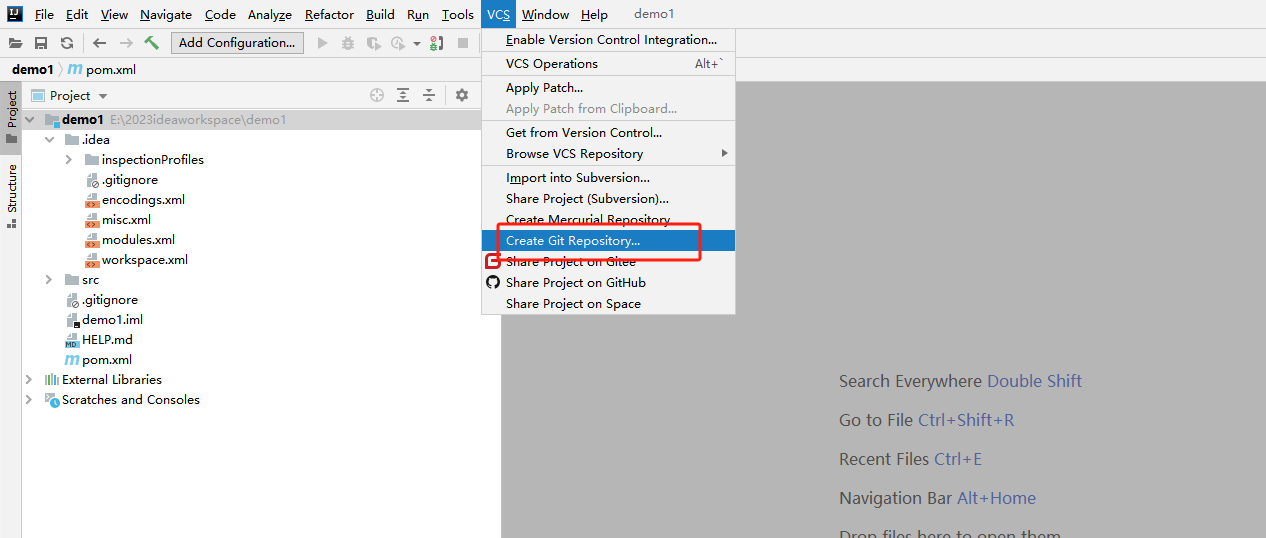 File Edit View Navigate Code Analyze Refactor Build Run Tools VCS Window Help demo1
Add Configuration...
demo1 pom.xml
Project
Project
Structure
demo1 E:\2023ideaworkspace\demo1
.idea
inspectionProfiles
.gitignore
encodings.xml
misc.xml
modules.xml
workspace.xml
src
.gitignore
demo1.iml
HELP.md
pom.xml
External Libraries
Scratches and Consoles
Enable Version Control Integration...
VCS Operations Alt+`
Apply Patch...
Apply Patch from Clipboard...
Get from Version Control...
Browse VCS Repository
Import into Subversion...
Share Project (Subversion)...
Create Mercurial Repository
Create Git Repository...
Share Project on Gitee
Share Project on GitHub
Share Project on Space
Search Everywhere Double Shift
Go to File Ctrl+Shift+R
Recent Files Ctrl+E
Navigation Bar Alt+Home
Drop files here to open them